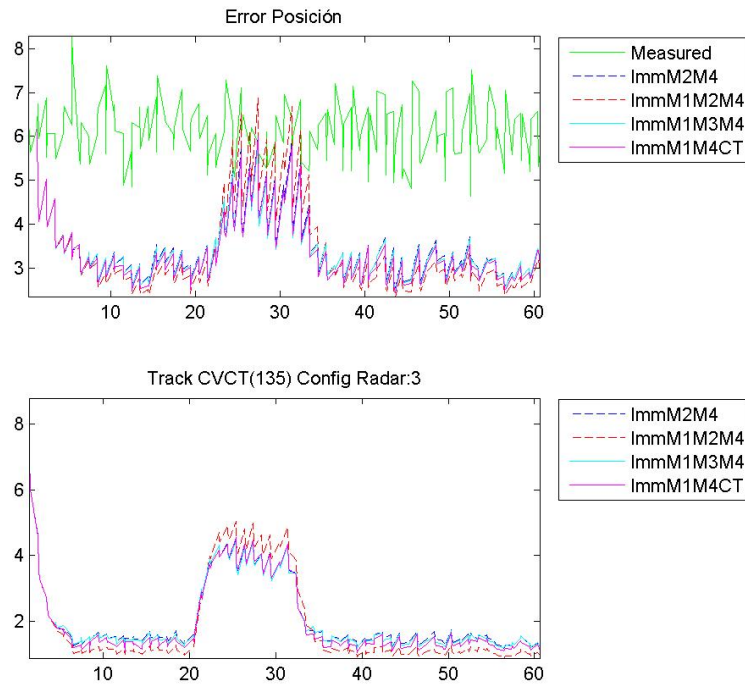 Error Posición
8
7
6
5
4
3
10
20
30
40
50
60
Measured
ImmM2M4
ImmM1M2M4
ImmM1M3M4
ImmM1M4CT
Track CVCT(135) Config Radar:3
8
6
4
2
10
20
30
40
50
60
ImmM2M4
ImmM1M2M4
ImmM1M3M4
ImmM1M4CT